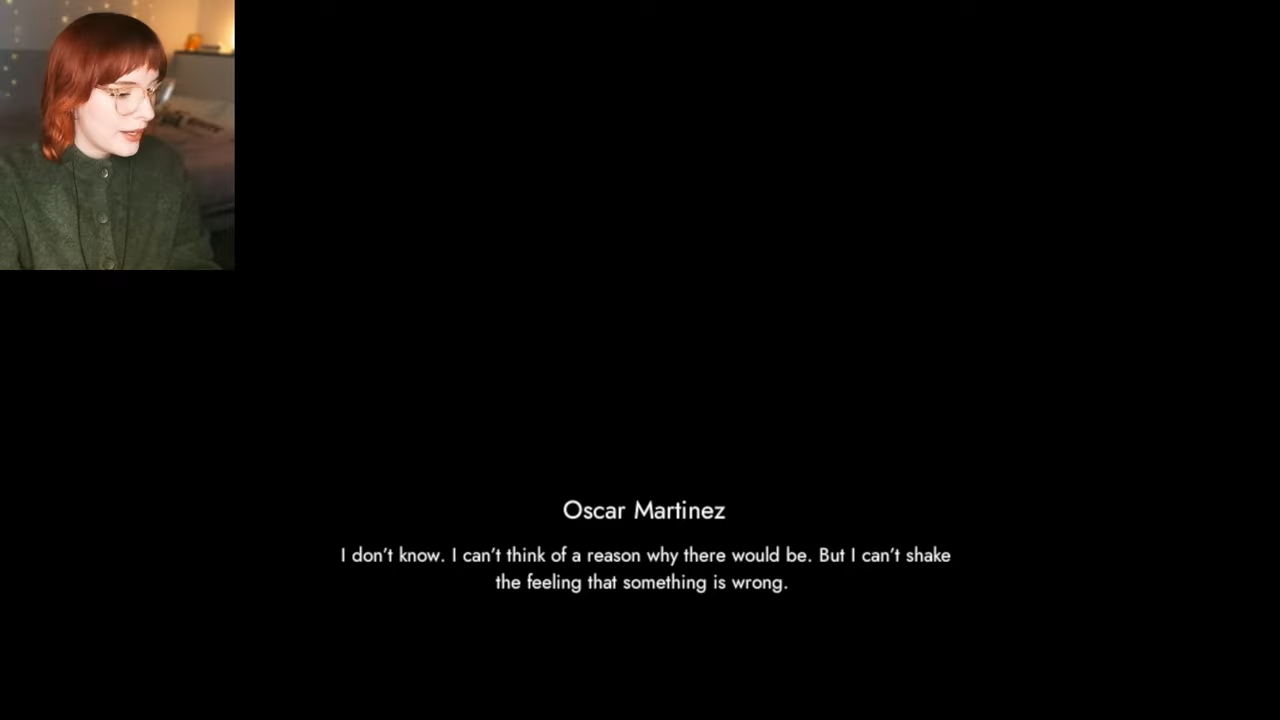 Oscar Martinez
I don't know. I can't think of a reason why there would be. But I can't shake
the feeling that something is wrong.